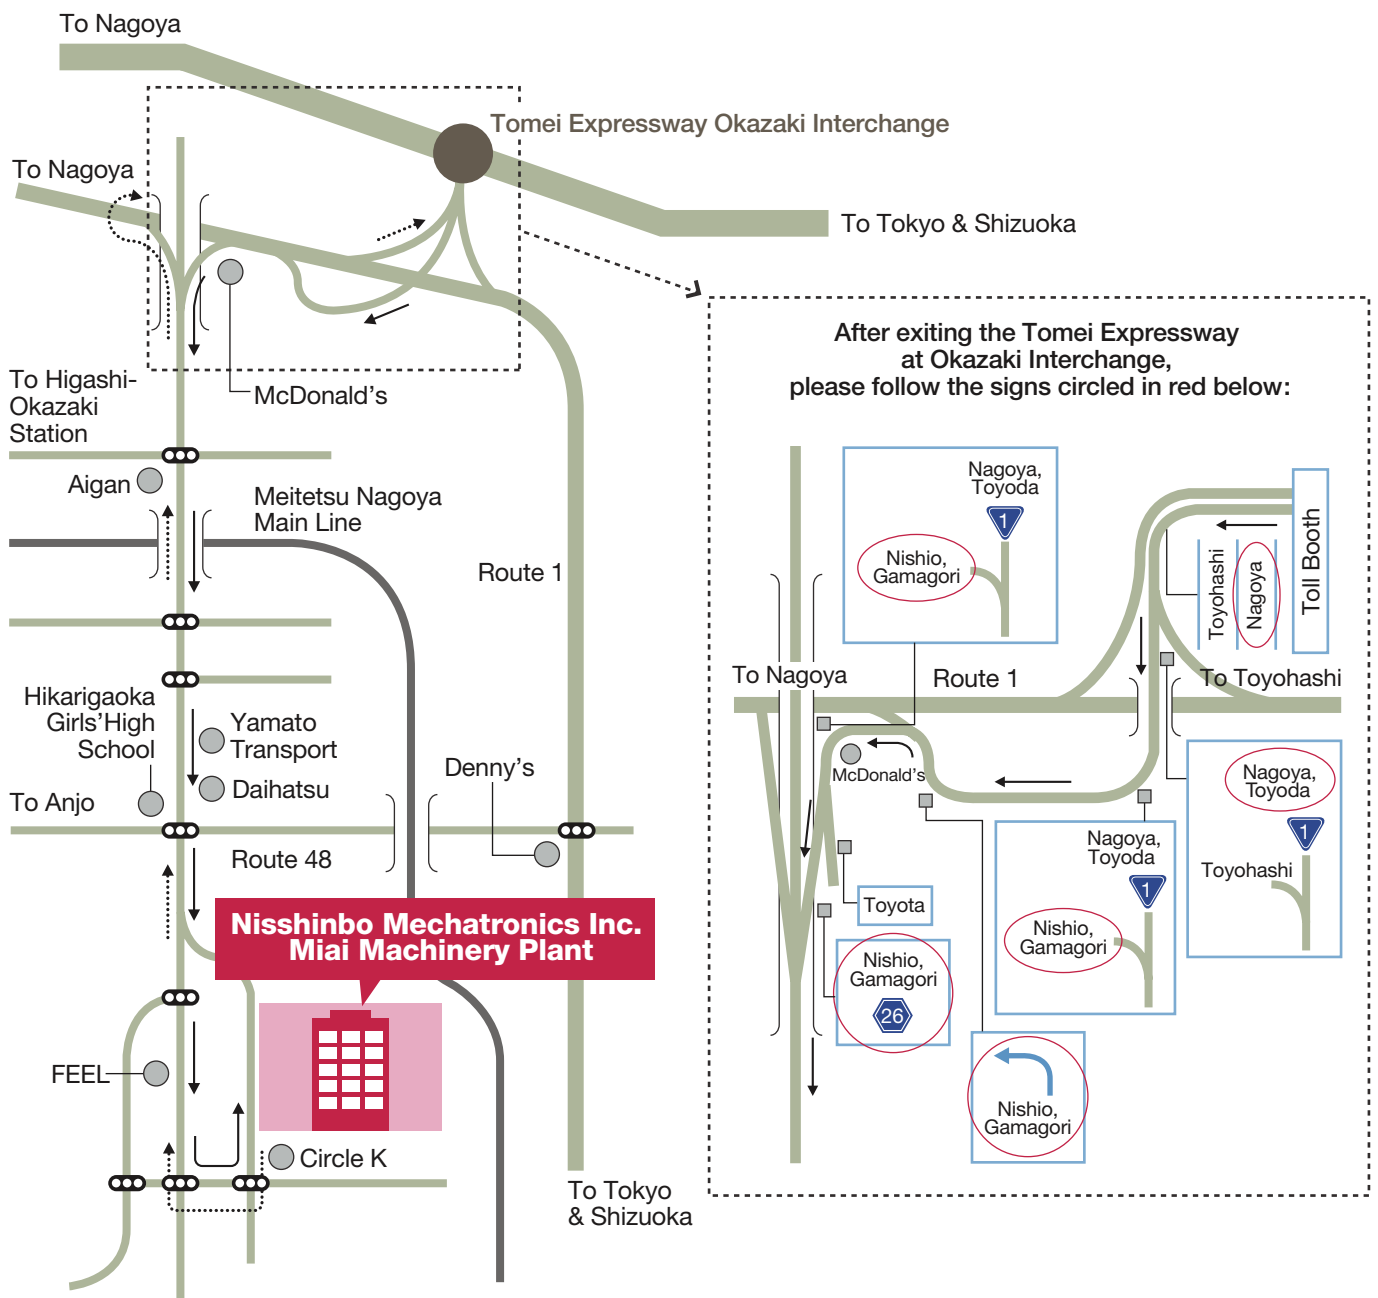 To Nagoya
Tomei Expressway Okazaki Interchange
To Nagoya
To Tokyo & Shizuoka
McDonald's
To Higashi-
Okazaki
Station
Aigan
Meitetsu Nagoya
Main Line
Route 1
Hikarigaoka
Girls'High
School
Yamato
Transport
Daihatsu
Denny's
To Anjo
Route 48
Nisshinbo Mechatronics Inc.
Miai Machinery Plant
FEEL
Circle K
To Tokyo
& Shizuoka
After exiting the Tomei Expressway
at Okazaki Interchange,
please follow the signs circled in red below:
Nagoya,
Toyoda
1
Nishio,
Gamagori
Toyohashi
Nagoya
Toll Booth
To Nagoya
Route 1
To Toyohashi
McDonald's
Nagoya,
Toyoda
1
Toyohashi
Nagoya,
Toyoda
1
Nishio,
Gamagori
Toyota
Nishio,
Gamagori
26
Nishio,
Gamagori